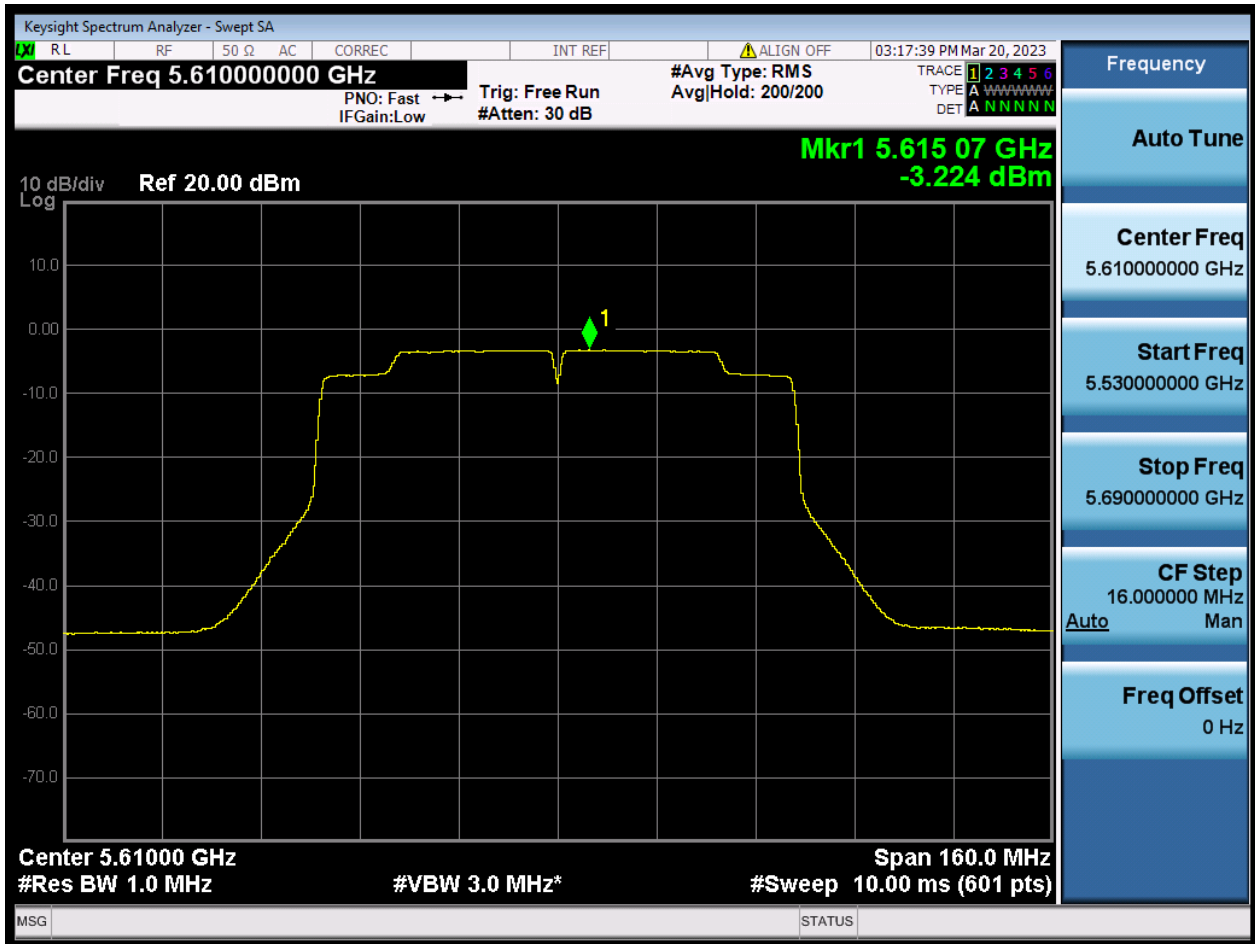 Keysight Spectrum Analyzer - Swept SA
LXI RL RF 50 Ω AC CORREC INT REF ALIGN OFF 03:17:39 PM Mar 20, 2023
Center Freq 5.610000000 GHz
PNO: Fast
IFGain:Low
Trig: Free Run
#Atten: 30 dB
#Avg Type: RMS
Avg|Hold: 200/200
TRACE 1 2 3 4 5 6
TYPE A WWWWW
DET A N N N N N
Mkr1 5.615 07 GHz
-3.224 dBm
10 dB/div Ref 20.00 dBm
Log
10.0
0.00
-10.0
-20.0
-30.0
-40.0
-50.0
-60.0
-70.0
1
Center 5.61000 GHz
Span 160.0 MHz
#Res BW 1.0 MHz
#VBW 3.0 MHz*
#Sweep 10.00 ms (601 pts)
MSG
STATUS
Frequency
Auto Tune
Center Freq
5.610000000 GHz
Start Freq
5.530000000 GHz
Stop Freq
5.690000000 GHz
CF Step
16.000000 MHz
Auto Man
Freq Offset
0 Hz